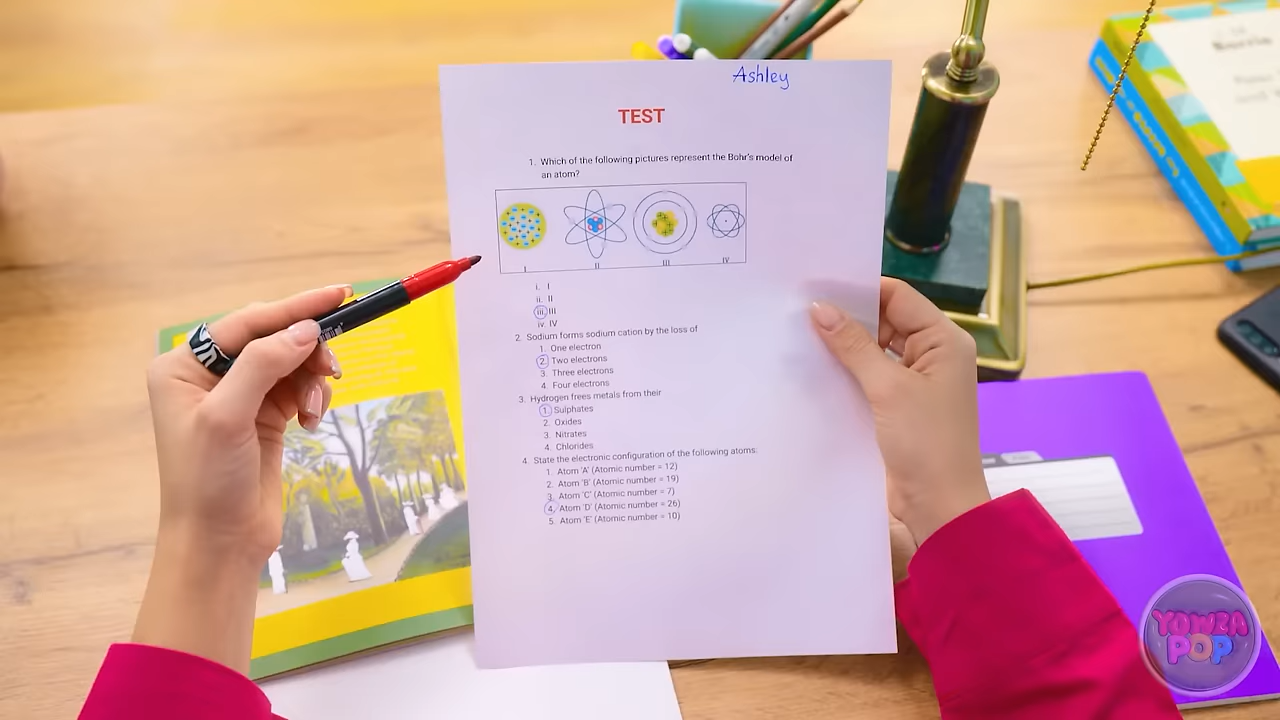 Ashley
TEST
1. Which of the following pictures represent the Bohr's model of
an atom?
I II III IV
i. I
ii. II
iii. III
iv. IV
2. Sodium forms sodium cation by the loss of
1. One electron
2. Two electrons
3. Three electrons
4. Four electrons
3. Hydrogen frees metals from their
1. Sulphates
2. Oxides
3. Nitrates
4. Chlorides
4. State the electronic configuration of the following atoms:
1. Atom 'A' (Atomic number = 12)
2. Atom 'B' (Atomic number = 19)
3. Atom 'C' (Atomic number = 7)
4. Atom 'D' (Atomic number = 26)
5. Atom 'E' (Atomic number = 10)
YOWZA
POP